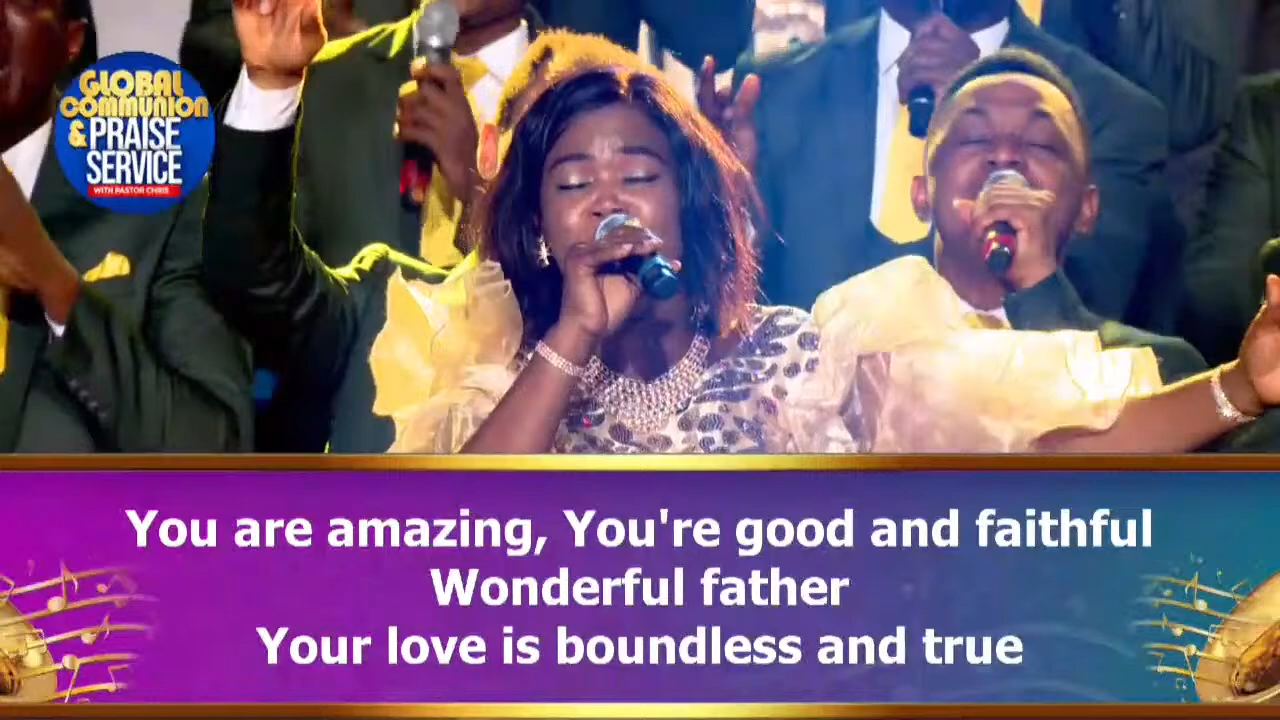 GLOBAL
COMMUNION
& PRAISE
SERVICE
WITH PASTOR CHRIS
You are amazing, You're good and faithful
Wonderful father
Your love is boundless and true